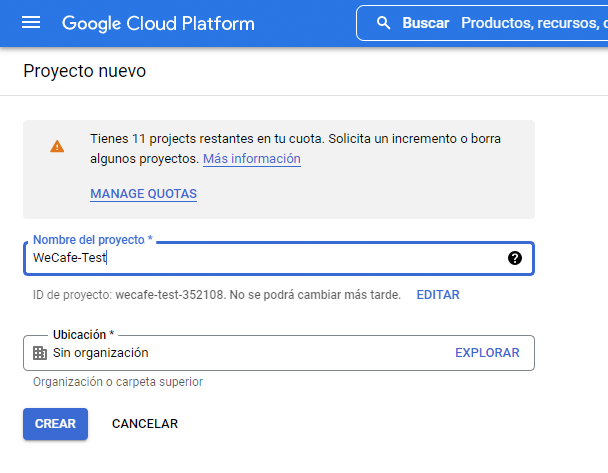 Google Cloud Platform
Buscar Productos, recursos,
Proyecto nuevo
Tienes 11 projects restantes en tu cuota. Solicita un incremento o borra
algunos proyectos. Más información
MANAGE QUOTAS
Nombre del proyecto *
WeCafe-Test
ID de proyecto: wecafe-test-352108. No se podrá cambiar más tarde. EDITAR
Ubicación *
Sin organización EXPLORAR
Organización o carpeta superior
CREAR CANCELAR